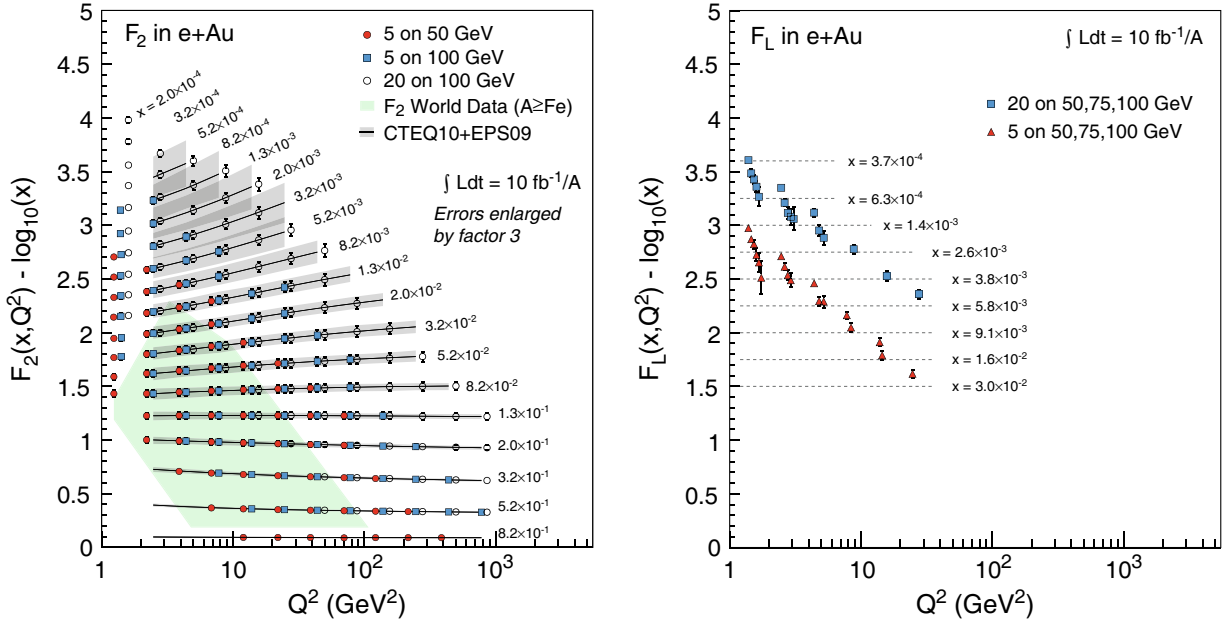 F2 in e+Au
5 on 50 GeV
5 on 100 GeV
20 on 100 GeV
F2 World Data (A≥Fe)
CTEQ10+EPS09
∫ Ldt = 10 fb⁻¹/A
Errors enlarged
by factor 3
x = 2.0×10⁻⁴
3.2×10⁻⁴
5.2×10⁻⁴
8.2×10⁻⁴
1.3×10⁻³
2.0×10⁻³
3.2×10⁻³
5.2×10⁻³
8.2×10⁻³
1.3×10⁻²
2.0×10⁻²
3.2×10⁻²
5.2×10⁻²
8.2×10⁻²
1.3×10⁻¹
2.0×10⁻¹
3.2×10⁻¹
5.2×10⁻¹
8.2×10⁻¹
F2(x,Q²) - log10(x)
5
4.5
4
3.5
3
2.5
2
1.5
1
0.5
0
1
10
10²
10³
Q² (GeV²)
FL in e+Au
∫ Ldt = 10 fb⁻¹/A
20 on 50,75,100 GeV
5 on 50,75,100 GeV
x = 3.7×10⁻⁴
x = 6.3×10⁻⁴
x = 1.4×10⁻³
x = 2.6×10⁻³
x = 3.8×10⁻³
x = 5.8×10⁻³
x = 9.1×10⁻³
x = 1.6×10⁻²
x = 3.0×10⁻²
FL(x,Q²) - log10(x)
5
4.5
4
3.5
3
2.5
2
1.5
1
0.5
0
1
10
10²
10³
Q² (GeV²)